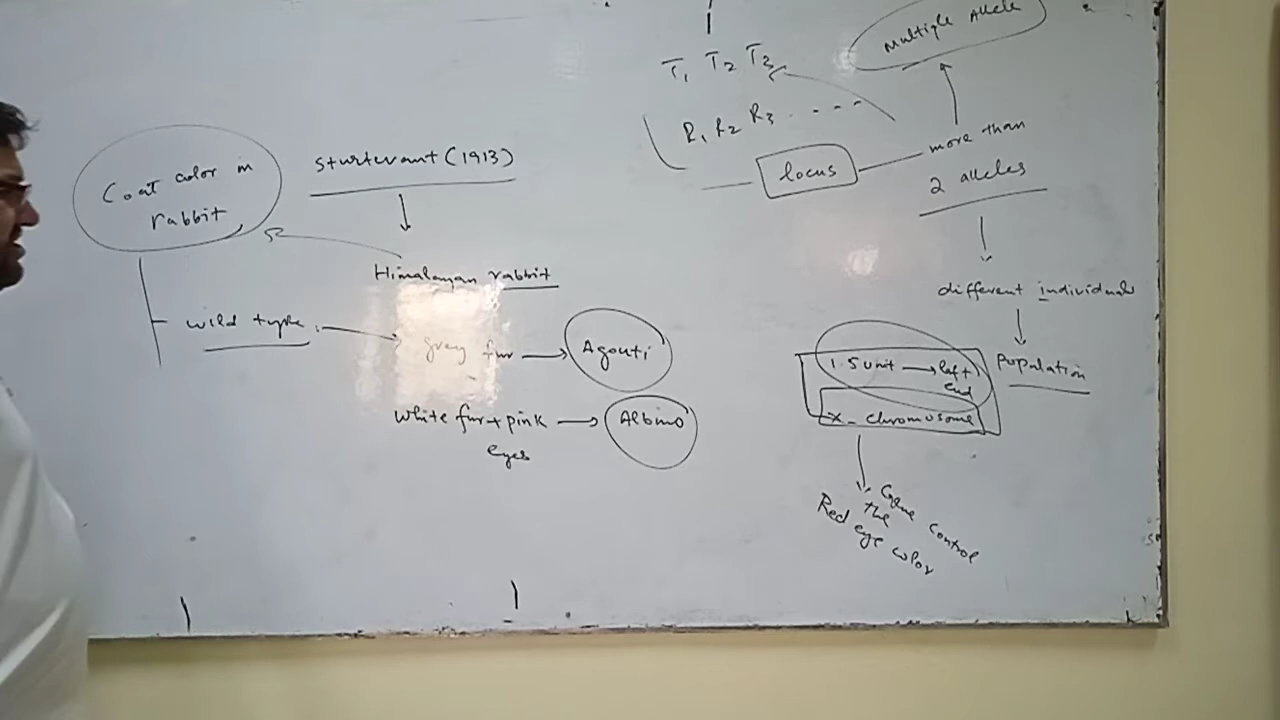 Multiple Allele
T1 T2 T3
R1 R2 R3 - - - -
more than
2 alleles
locus
different individuals
Population
1.5 unit → left
end
X- chromosome
Gene control
the
Red eye color
Coat color in
rabbit
Sturtevant (1913)
Himalayan rabbit
wild type
gray fur → Agouti
White fur + pink → Albino
eyes